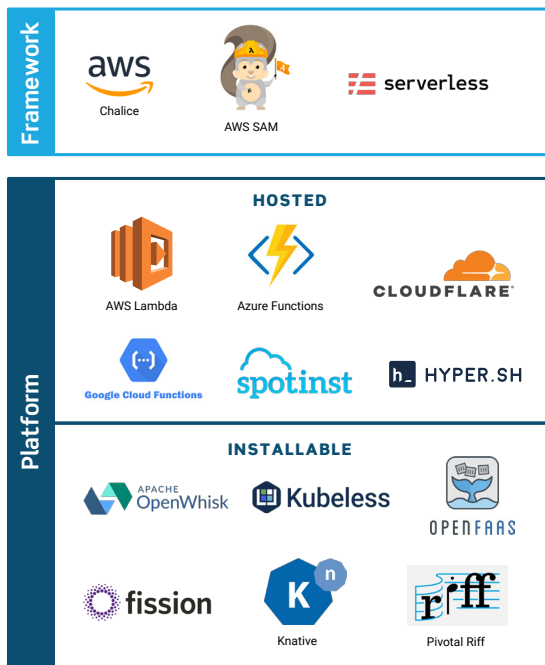 Framework
aws
Chalice
λ
λ
AWS SAM
serverless
Platform
HOSTED
AWS Lambda
Azure Functions
CLOUDFLARE
Google Cloud Functions
spotinst
h_ HYPER.SH
INSTALLABLE
APACHE
OpenWhisk
Kubeless
OPENFAAS
fission
K
n
Knative
riff
Pivotal Riff